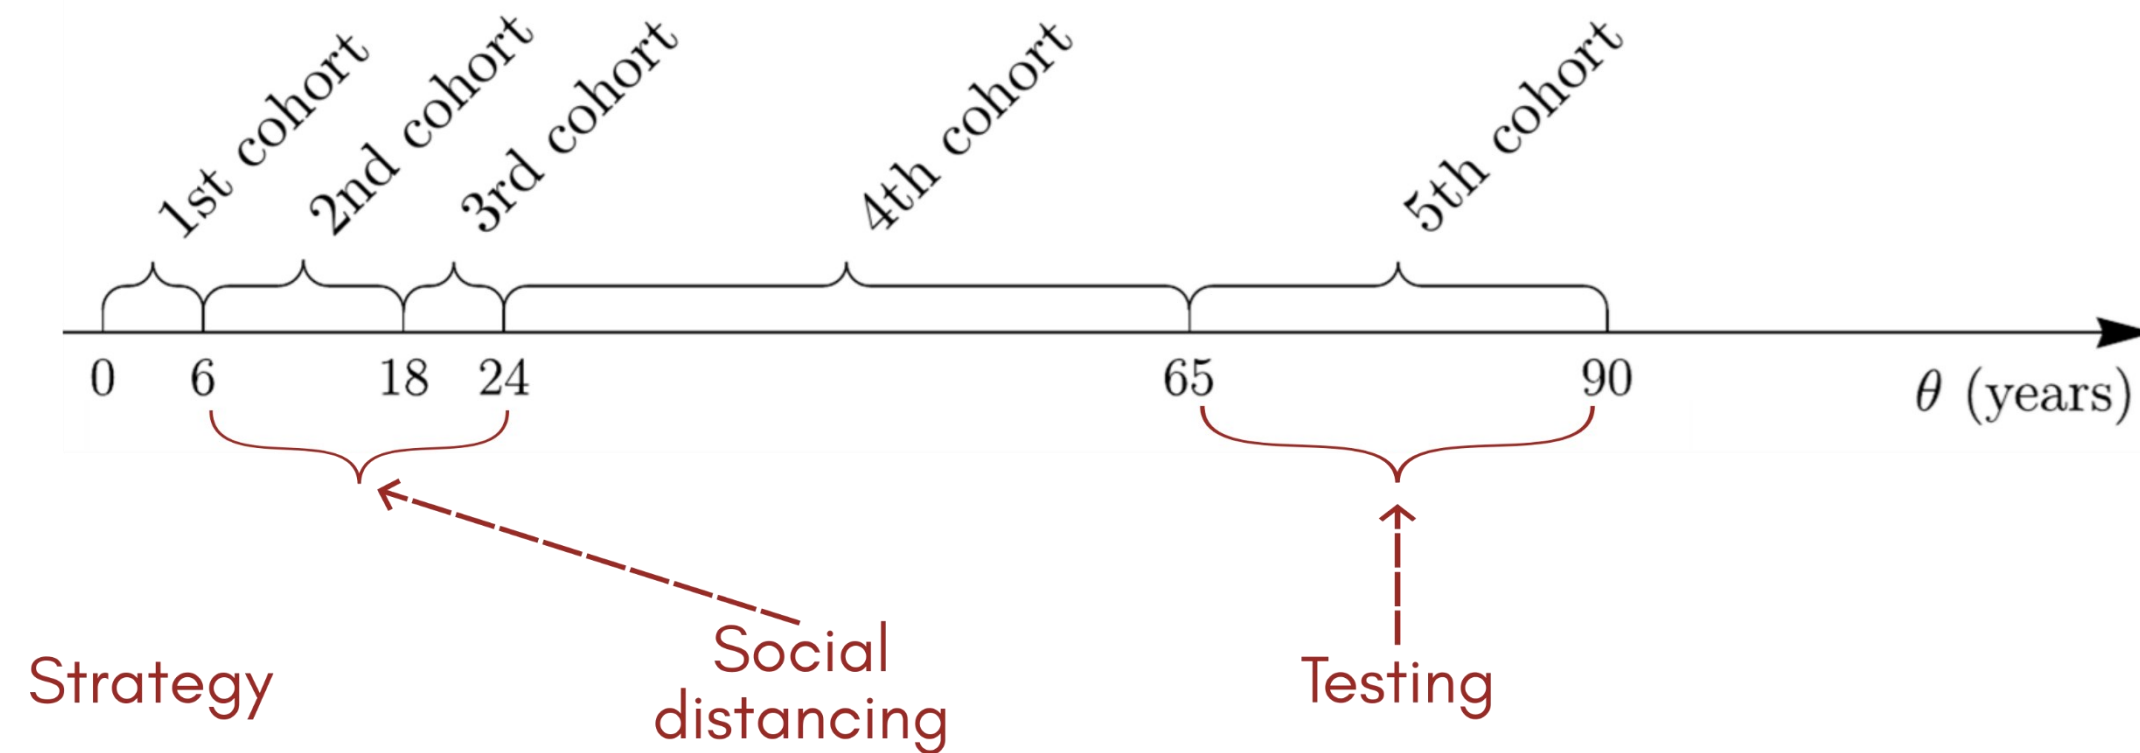 1st cohort
2nd cohort
3rd cohort
4th cohort
5th cohort
0 6 18 24 65 90 θ (years)
Strategy
Social
distancing
Testing